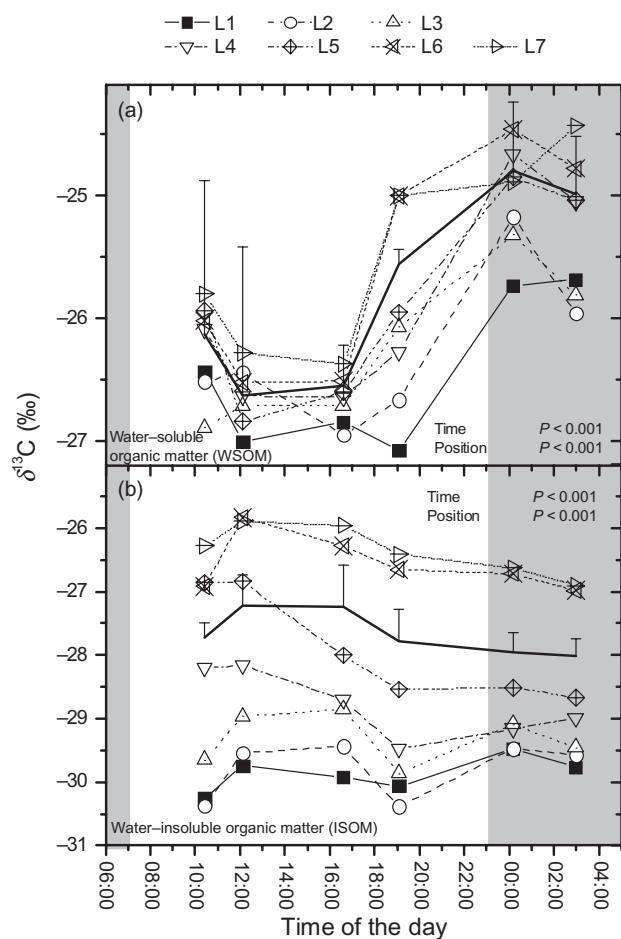 L1 L2 L3
L4 L5 L6 L7
(a)
–25
–26
–27
Water–soluble
organic matter (WSOM)
Time P < 0.001
Position P < 0.001
δ¹³C (‰)
(b)
Time P < 0.001
Position P < 0.001
–26
–27
–28
–29
–30
–31
Water–insoluble organic matter (ISOM)
06:00 08:00 10:00 12:00 14:00 16:00 18:00 20:00 22:00 00:00 02:00 04:00
Time of the day